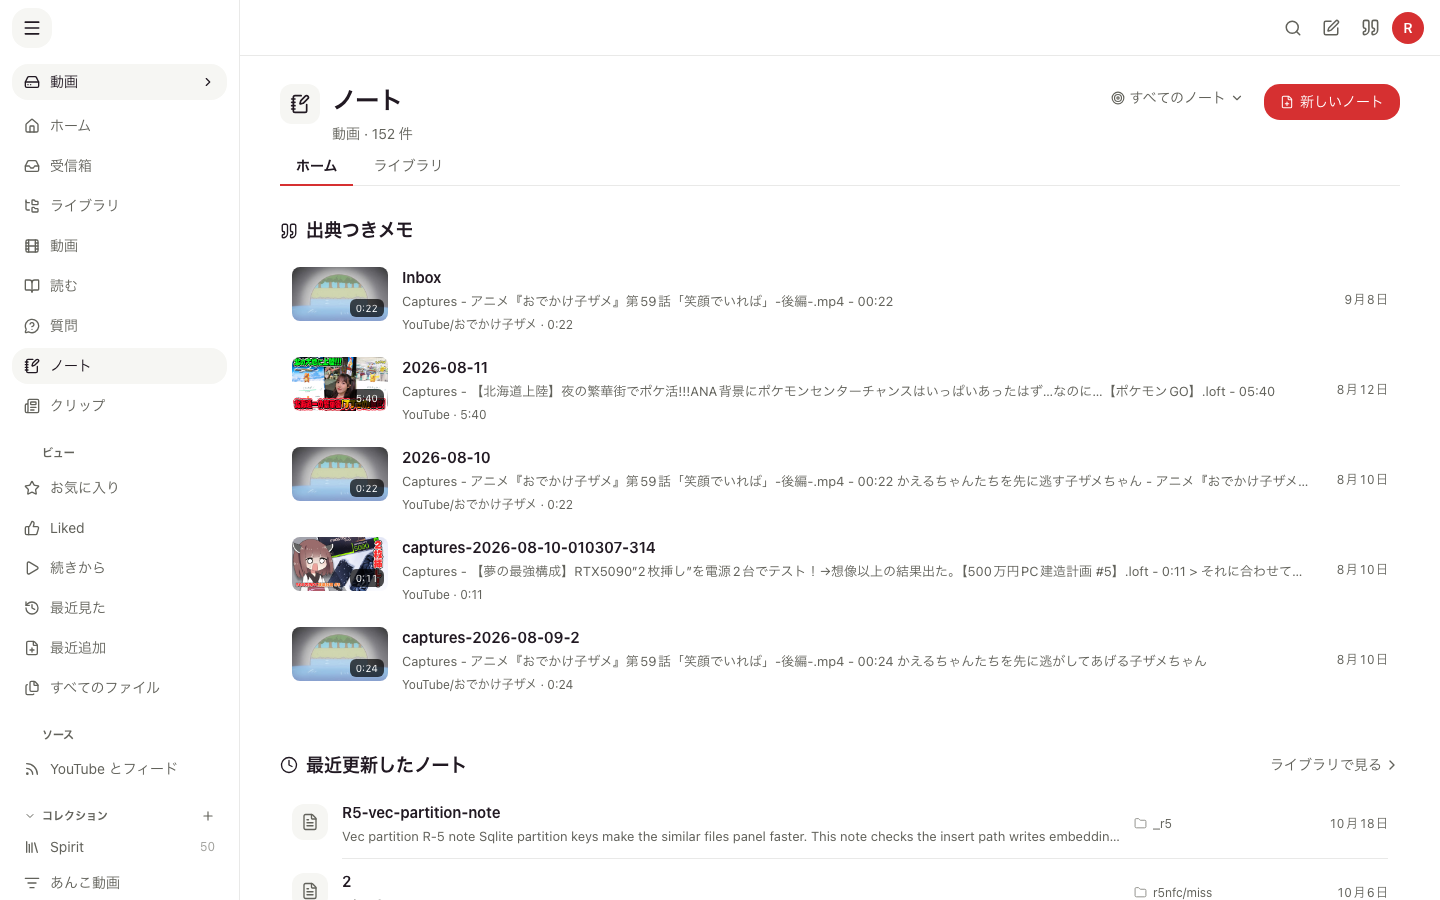 R
動画
ホーム
受信箱
ライブラリ
動画
読む
質問
ノート
クリップ
ビュー
お気に入り
Liked
続きから
最近見た
最近追加
すべてのファイル
ソース
YouTube とフィード
コレクション
Spirit 50
あんこ動画
ノート
動画 · 152 件
すべてのノート
新しいノート
ホーム ライブラリ
出典つきメモ
0:22
Inbox
Captures - アニメ『おでかけ子ザメ』第59話「笑顔でいれば」-後編-.mp4 - 00:22
YouTube/おでかけ子ザメ · 0:22
9月8日
5:40
2026-08-11
Captures - 【北海道上陸】夜の繁華街でポケ活!!!ANA背景にポケモンセンターチャンスはいっぱいあったはず...なのに...【ポケモンGO】.loft - 05:40
YouTube · 5:40
8月12日
0:22
2026-08-10
Captures - アニメ『おでかけ子ザメ』第59話「笑顔でいれば」-後編-.mp4 - 00:22 かえるちゃんたちを先に逃す子ザメちゃん - アニメ『おでかけ子ザメ...
YouTube/おでかけ子ザメ · 0:22
8月10日
0:11
captures-2026-08-10-010307-314
Captures - 【夢の最強構成】RTX5090”2枚挿し”を電源2台でテスト！→想像以上の結果出た。【500万円PC建造計画 #5】.loft - 0:11 > それに合わせて...
YouTube · 0:11
8月10日
0:24
captures-2026-08-09-2
Captures - アニメ『おでかけ子ザメ』第59話「笑顔でいれば」-後編-.mp4 - 00:24 かえるちゃんたちを先に逃がしてあげる子ザメちゃん
YouTube/おでかけ子ザメ · 0:24
8月10日
最近更新したノート
ライブラリで見る
R5-vec-partition-note
Vec partition R-5 note Sqlite partition keys make the similar files panel faster. This note checks the insert path writes embeddin...
_r5
10月18日
2
r5nfc/miss
10月6日